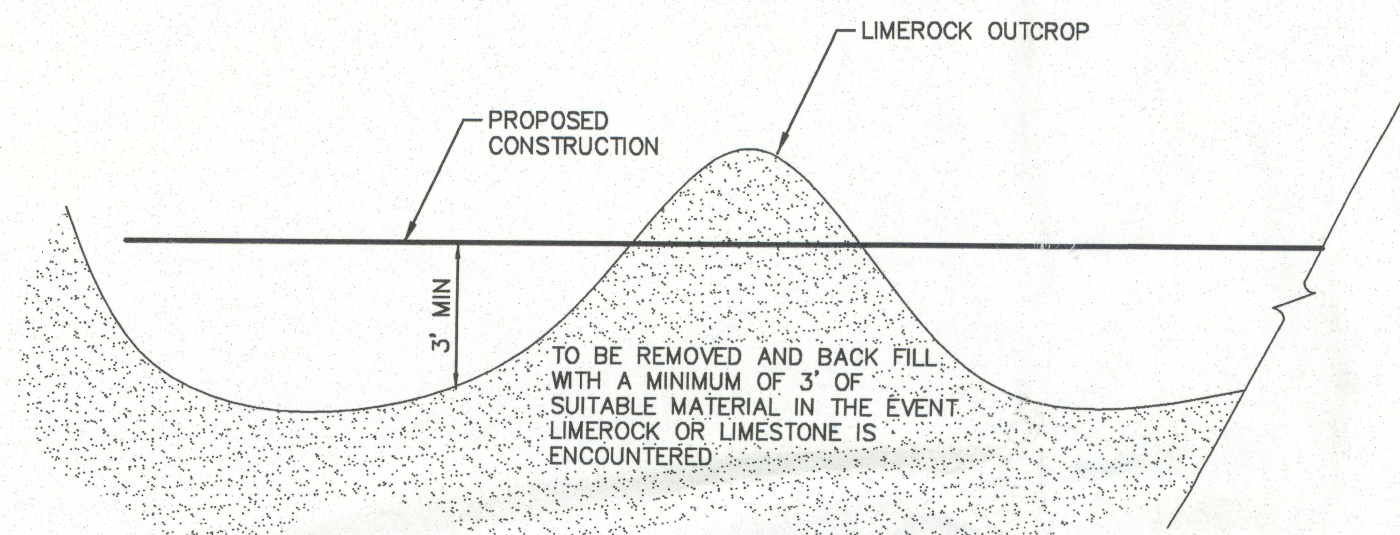 LIMEROCK OUTCROP
PROPOSED
CONSTRUCTION
3' MIN
TO BE REMOVED AND BACK FILL
WITH A MINIMUM OF 3' OF
SUITABLE MATERIAL IN THE EVENT
LIMEROCK OR LIMESTONE IS
ENCOUNTERED